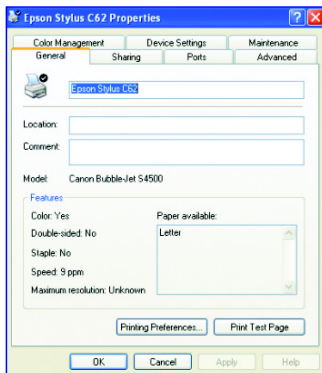 Epson Stylus C62 Properties
Color Management Device Settings Maintenance
General Sharing Ports Advanced
Epson Stylus C62
Location:
Comment:
Model: Canon Bubble-Jet S4500
Features
Color: Yes Paper available:
Double-sided: No Letter
Staple: No
Speed: 9 ppm
Maximum resolution: Unknown
Printing Preferences... Print Test Page
OK Cancel Apply Help